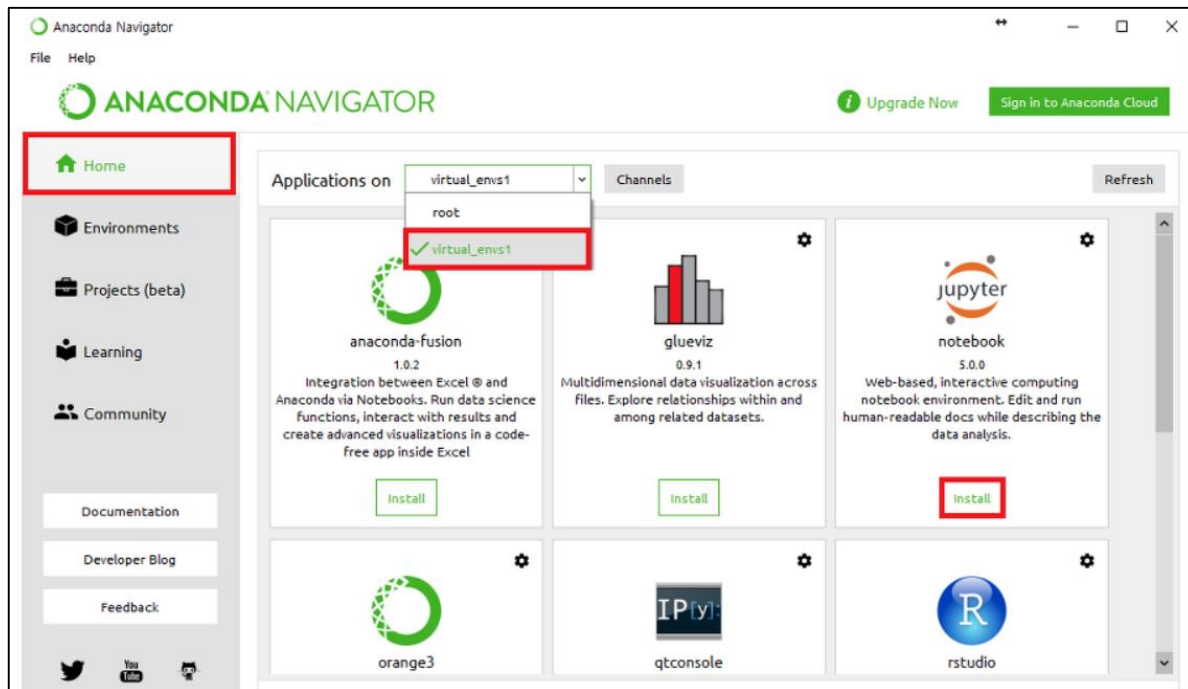 Anaconda Navigator
File Help
ANACONDA NAVIGATOR
i Upgrade Now
Sign in to Anaconda Cloud
Home
Environments
Projects (beta)
Learning
Community
Documentation
Developer Blog
Feedback
You
Tube
Applications on virtual_envs1 Channels Refresh
root
virtual_envs1
anaconda-fusion
1.0.2
Integration between Excel ® and
Anaconda via Notebooks. Run data science
functions, interact with results and
create advanced visualizations in a code-
free app inside Excel
Install
glueviz
0.9.1
Multidimensional data visualization across
files. Explore relationships within and
among related datasets.
Install
jupyter
notebook
5.0.0
Web-based, interactive computing
notebook environment. Edit and run
human-readable docs while describing the
data analysis.
Install
orange3
IP[y]:
qtconsole
R
rstudio